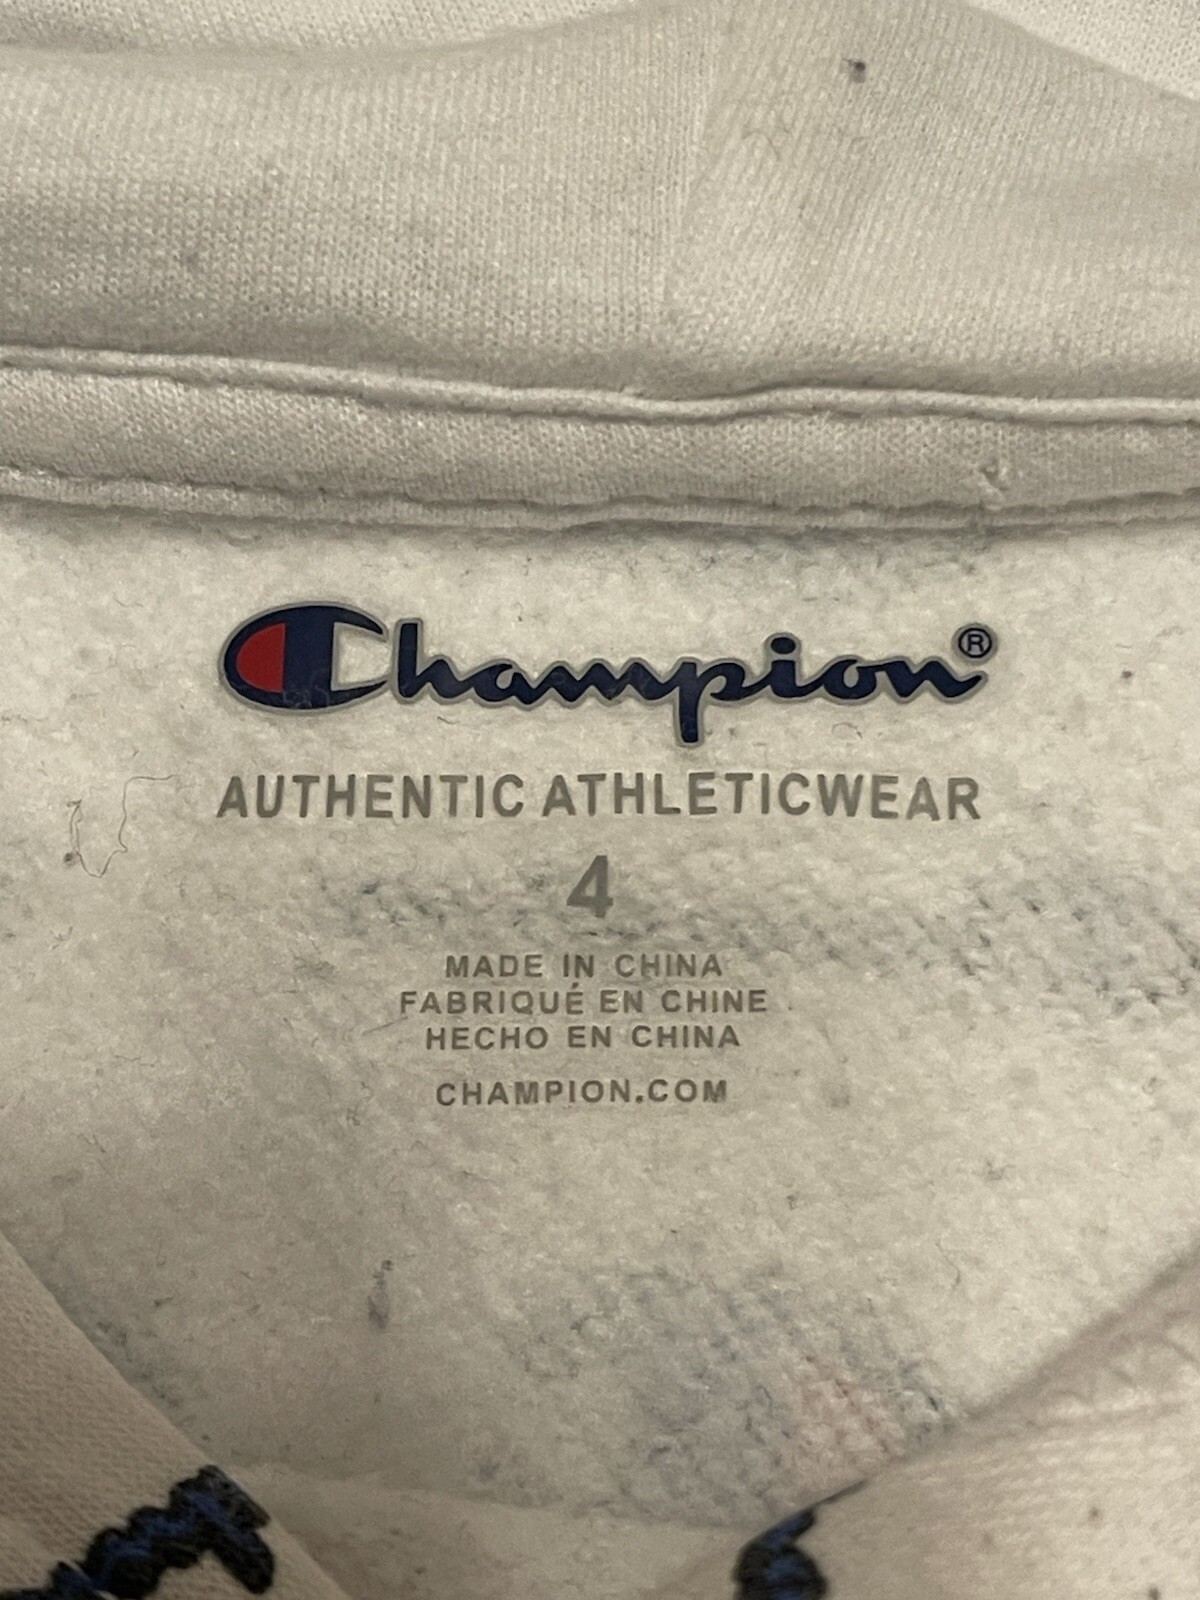 Champion®
AUTHENTIC ATHLETICWEAR
4
MADE IN CHINA
FABRIQUÉ EN CHINE
HECHO EN CHINA
CHAMPION.COM